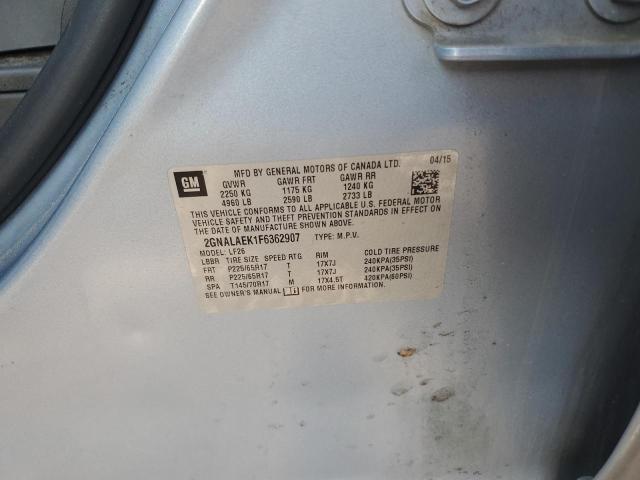 MFD BY GENERAL MOTORS OF CANADA LTD. 04/15
GM
GVWR GAWR FRT GAWR RR
2250 KG 1175 KG 1240 KG
4960 LB 2590 LB 2733 LB
THIS VEHICLE CONFORMS TO ALL APPLICABLE U.S. FEDERAL MOTOR
VEHICLE SAFETY AND THEFT PREVENTION STANDARDS IN EFFECT ON THE
DATE OF MANUFACTURE SHOWN ABOVE.
2GNALAEK1F6362907 TYPE: M.P.V.
MODEL: LF26
LBBR TIRE SIZE SPEED RTG RIM COLD TIRE PRESSURE
FRT P225/65R17 T 17X7J 240KPA(35PSI)
RR P225/65R17 T 17X7J 240KPA(35PSI)
SPA T145/70R17 M 17X4.5T 420KPA(60PSI)
SEE OWNER'S MANUAL FOR MORE INFORMATION.